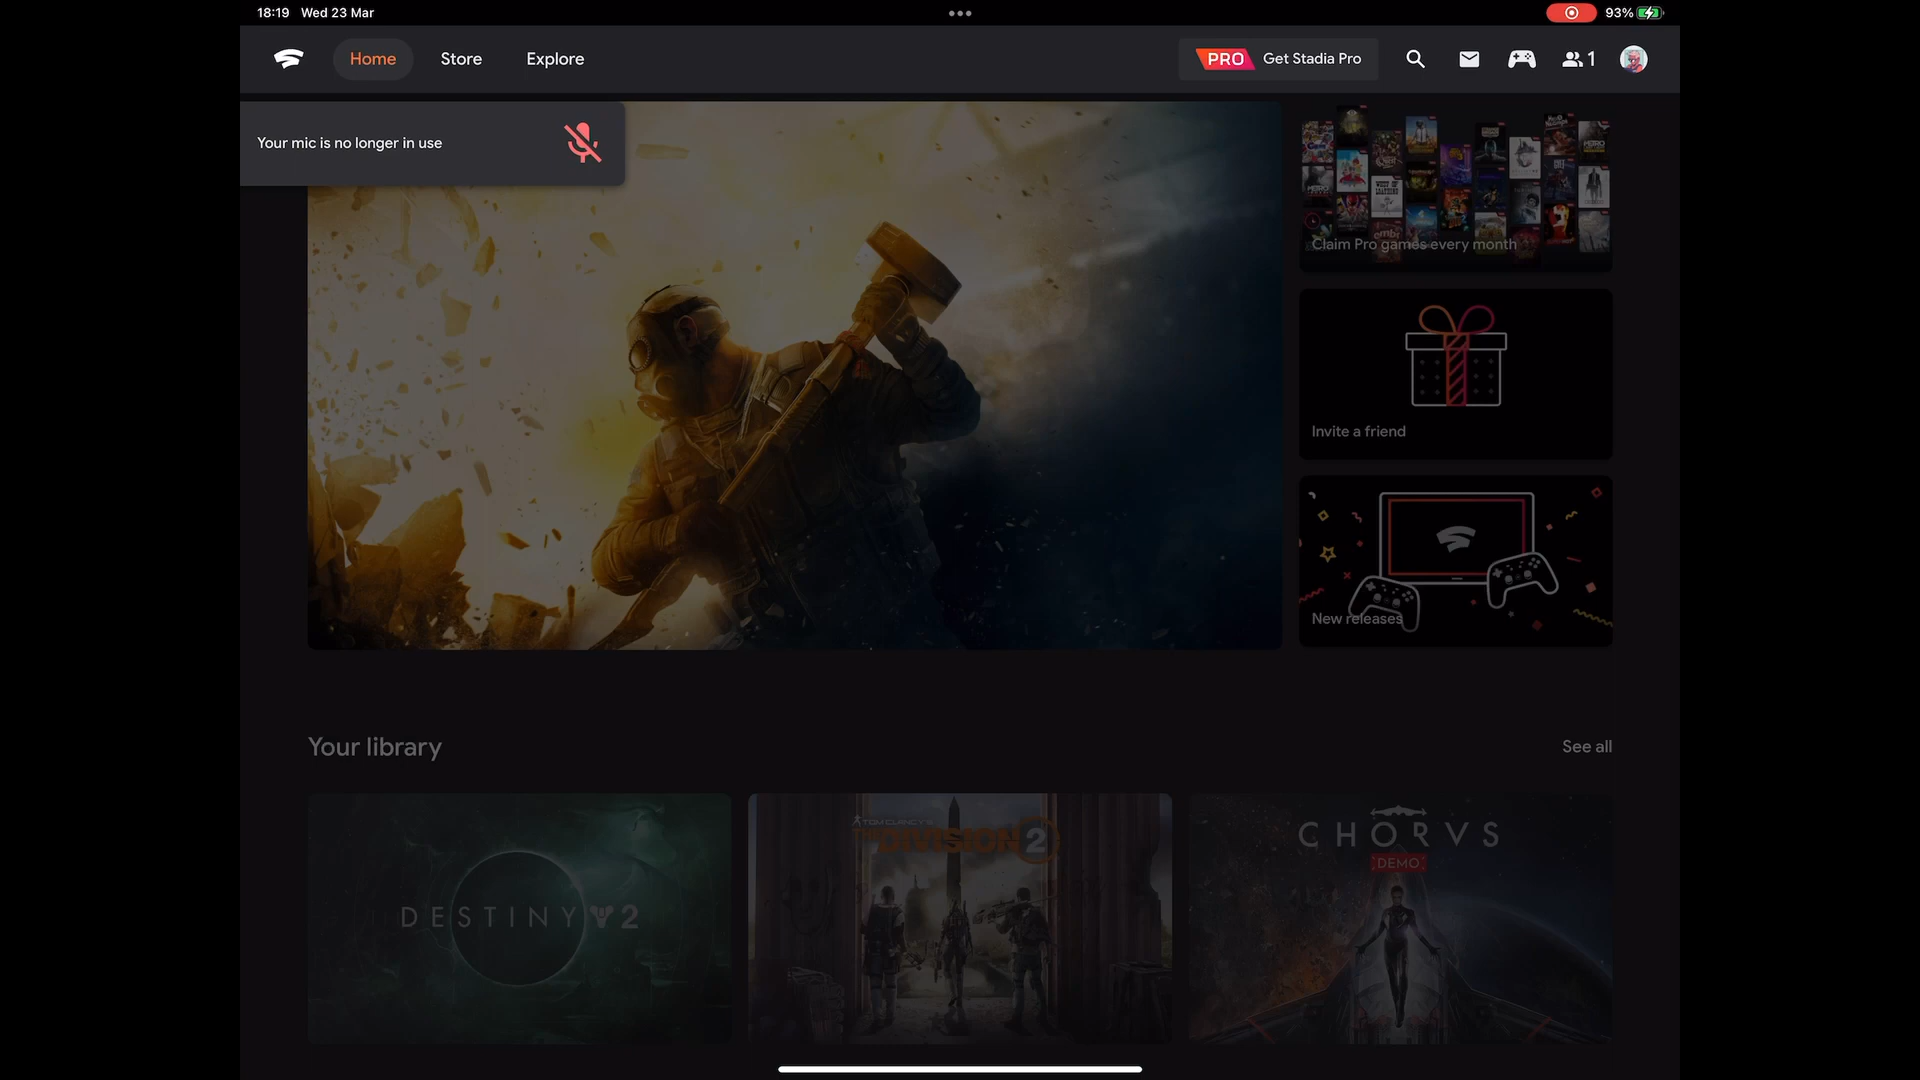 18:19 Wed 23 Mar
93%
Home
Store
Explore
PRO Get Stadia Pro
1
Your mic is no longer in use
Claim Pro games every month
Invite a friend
New releases
Your library
See all
DESTINY 2
TOM CLANCY'S
THE DIVISION 2
CHORVS
DEMO